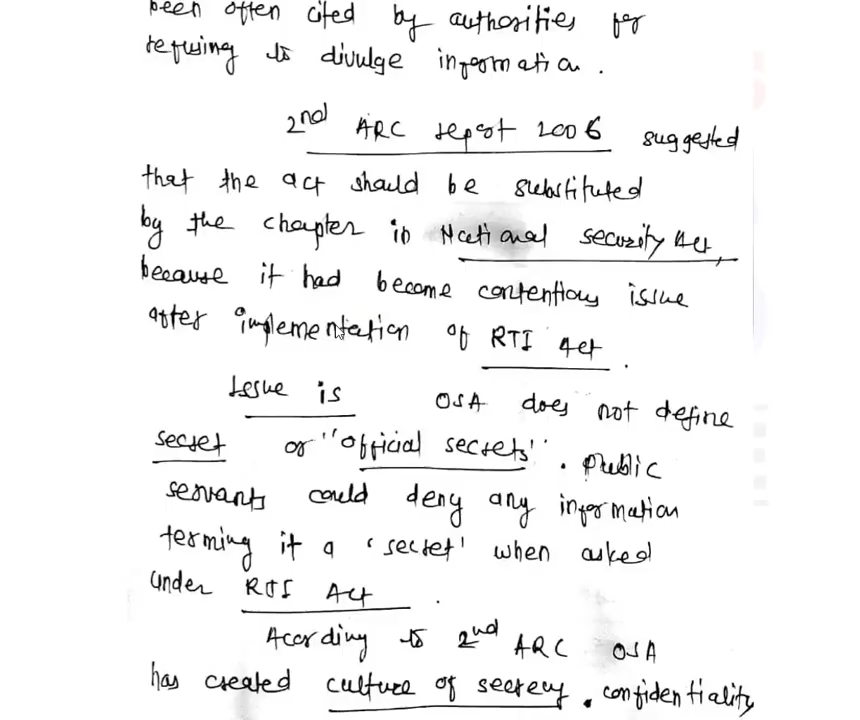 been often cited by authorities for
refusing to divulge information.
2nd ARC report 2006 suggested
that the act should be substituted
by the chapter in National security Act,
because it had become contentious issue
after implementation of RTI Act.
Issue is OSA does not define
secret or "official secrets". Public
servants could deny any information
terming it a 'secret' when asked
under RTI Act.
Acording to 2nd ARC OSA
has created culture of secrecy. confidentiality